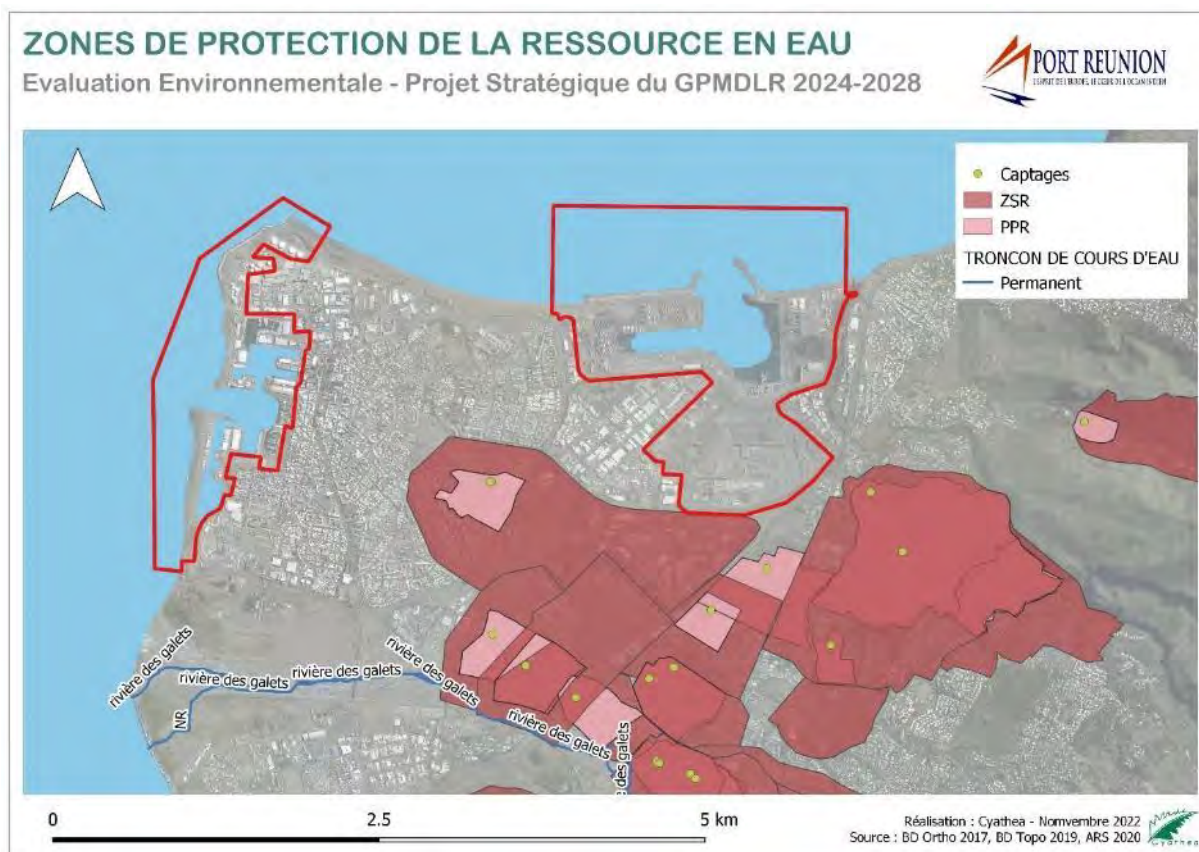 ZONES DE PROTECTION DE LA RESSOURCE EN EAU
Evaluation Environnementale - Projet Stratégique du GPMDLR 2024-2028
PORT REUNION
Captages
ZSR
PPR
TRONCON DE COURS D'EAU
Permanent
rivière des galets
rivière des galets
rivière des galets
rivière des galets
rivière des galets
NR
e des galets
0
2.5
5 km
Réalisation : Cyathea - Nomvembre 2022
Source : BD Ortho 2017, BD Topo 2019, ARS 2020
Cyathea